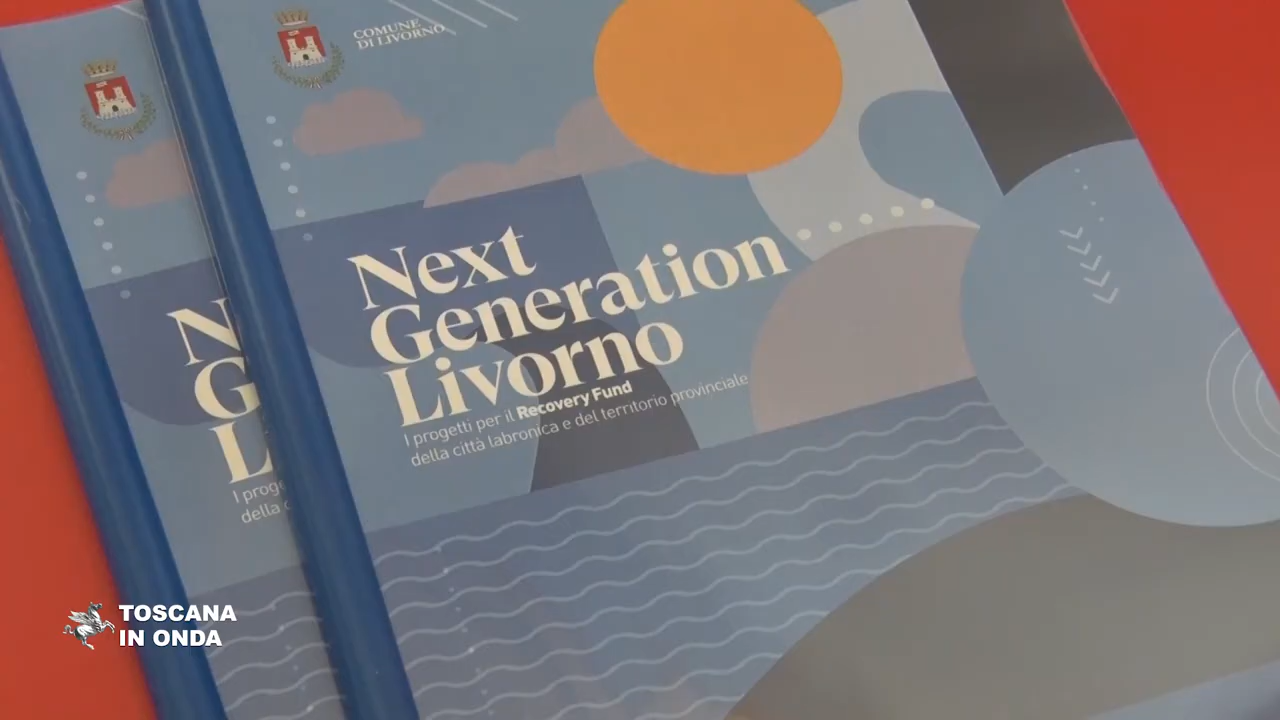 COMUNE
DI LIVORNO
Next
Generation
Livorno
I progetti per il Recovery Fund
della città labronica e del territorio provinciale
N
G
L
I proge
della c
TOSCANA
IN ONDA